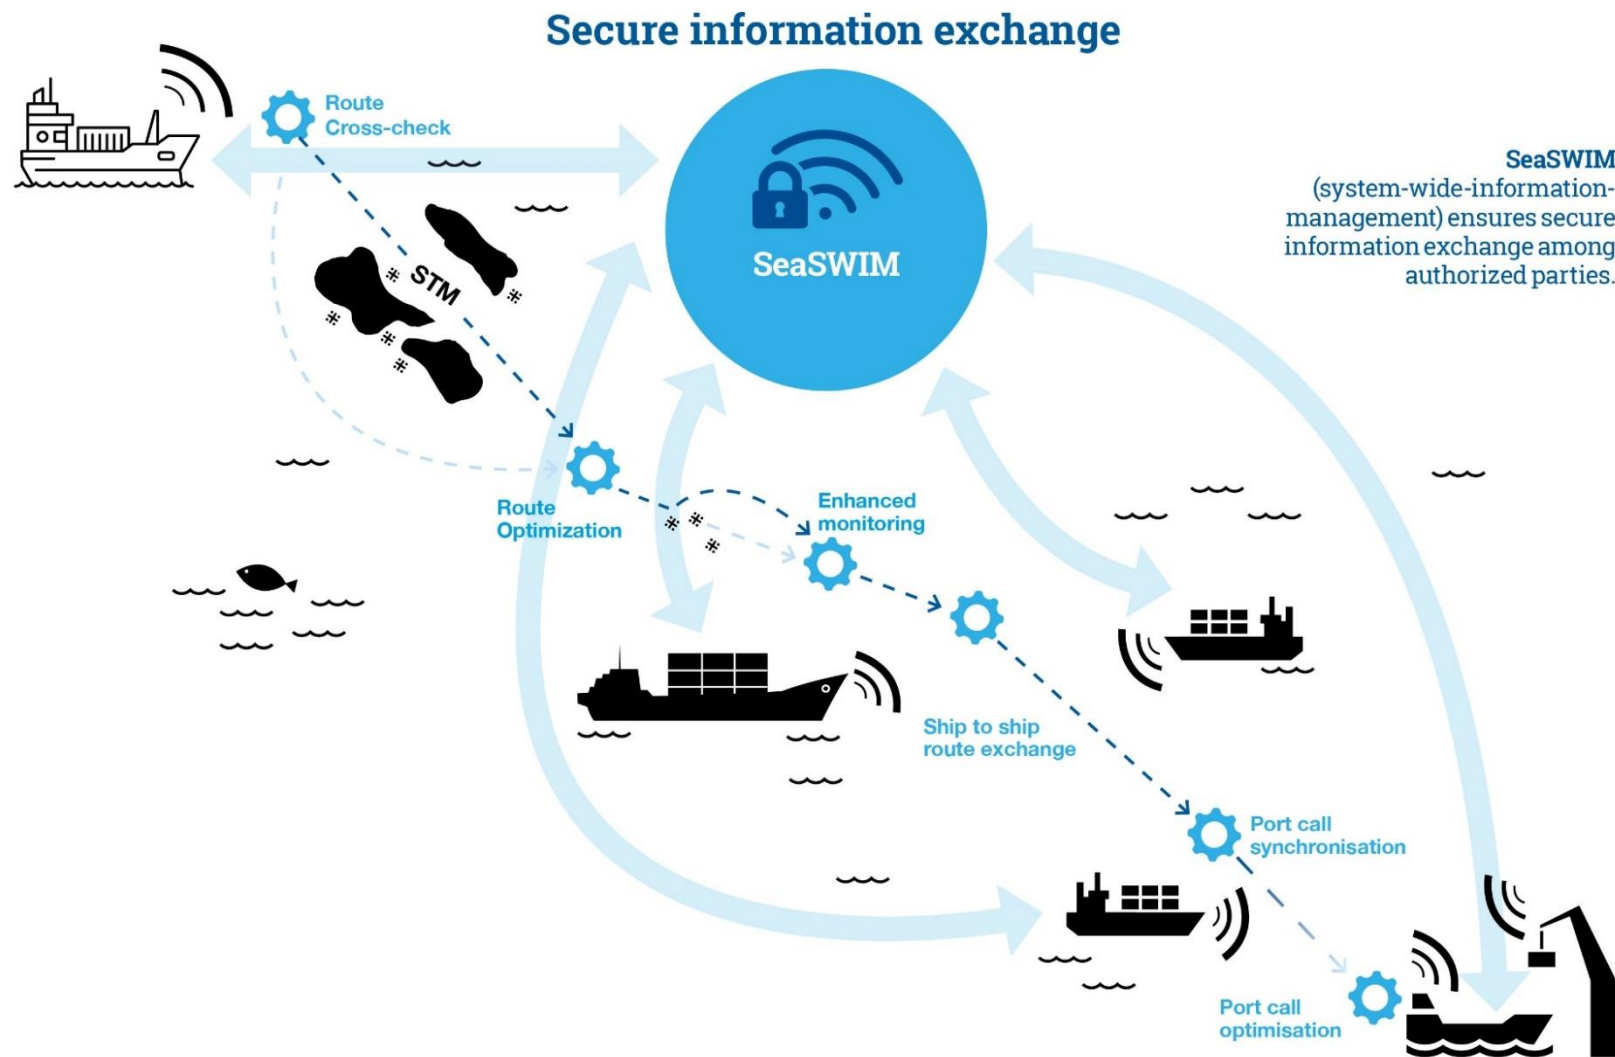 Secure information exchange
Route
Cross-check
SeaSWIM
(system-wide-information-
management) ensures secure
information exchange among
authorized parties.
SeaSWIM
STM
Route
Optimization
Enhanced
monitoring
Ship to ship
route exchange
Port call
synchronisation
Port call
optimisation